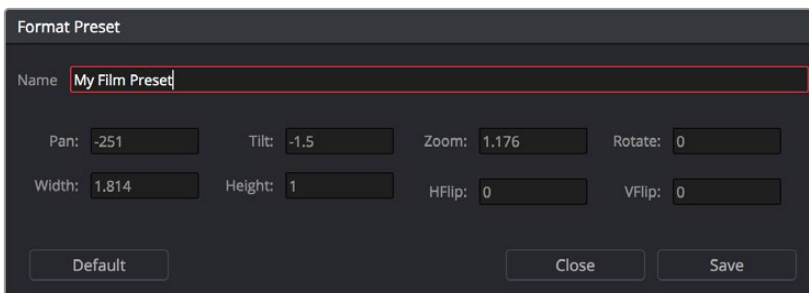 Format Preset
Name My Film Preset
Pan: -251 Tilt: -1.5 Zoom: 1.176 Rotate: 0
Width: 1.814 Height: 1 HFlip: 0 VFlip: 0
Default Close Save